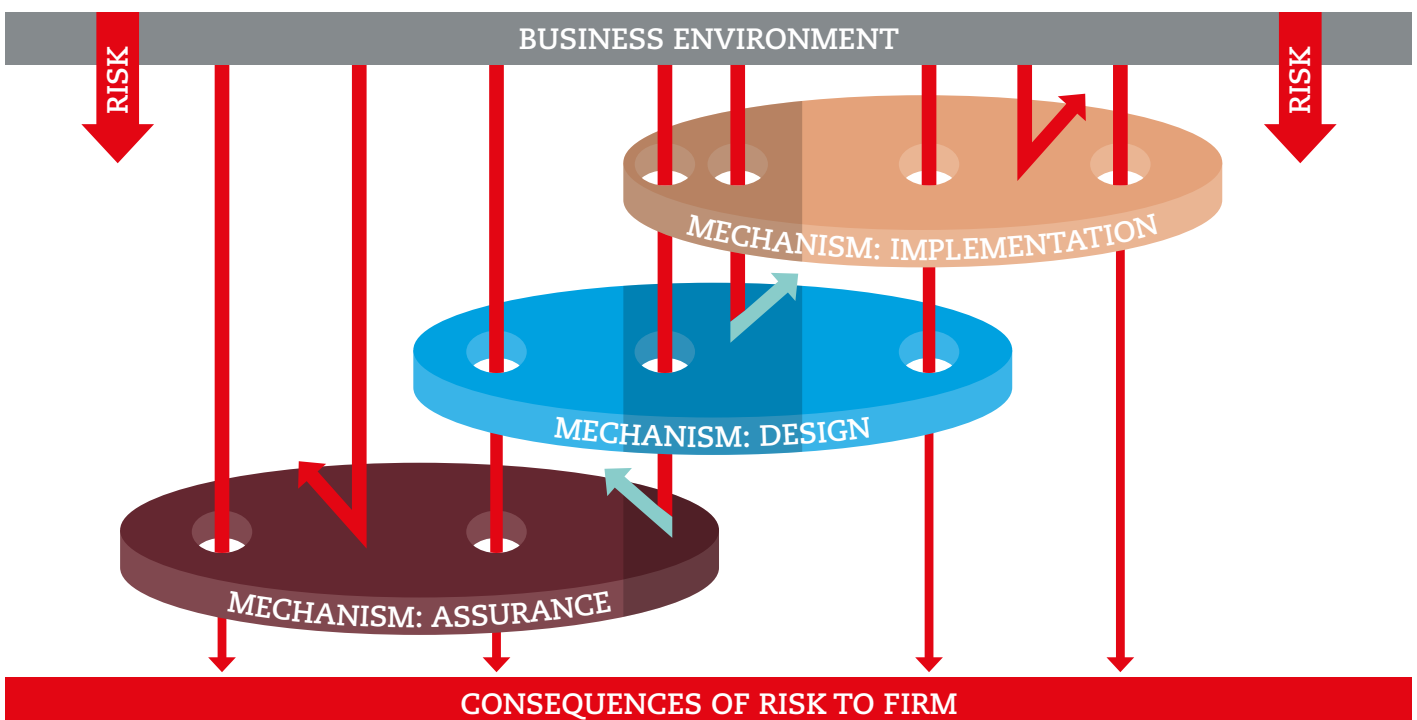 BUSINESS ENVIRONMENT
RISK
RISK
MECHANISM: IMPLEMENTATION
MECHANISM: DESIGN
MECHANISM: ASSURANCE
CONSEQUENCES OF RISK TO FIRM